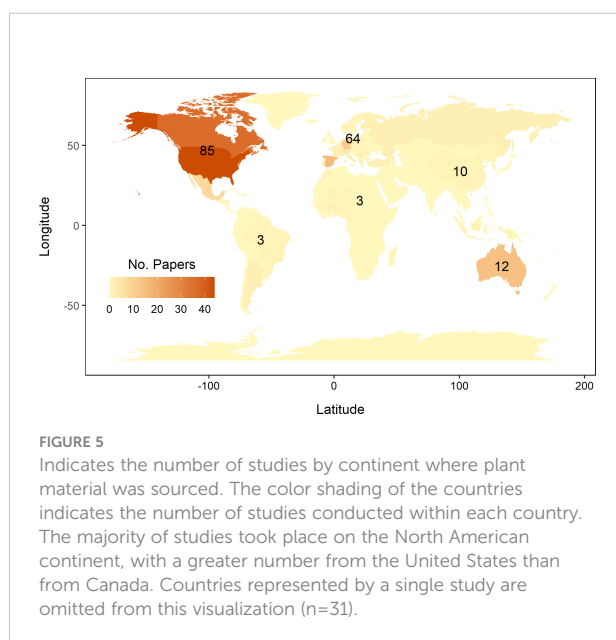 50
0
-50
Longitude
85
64
10
3
3
12
No. Papers
0 10 20 30 40
-100 0 100 200
Latitude
FIGURE 5
Indicates the number of studies by continent where plant
material was sourced. The color shading of the countries
indicates the number of studies conducted within each country.
The majority of studies took place on the North American
continent, with a greater number from the United States than
from Canada. Countries represented by a single study are
omitted from this visualization (n=31).